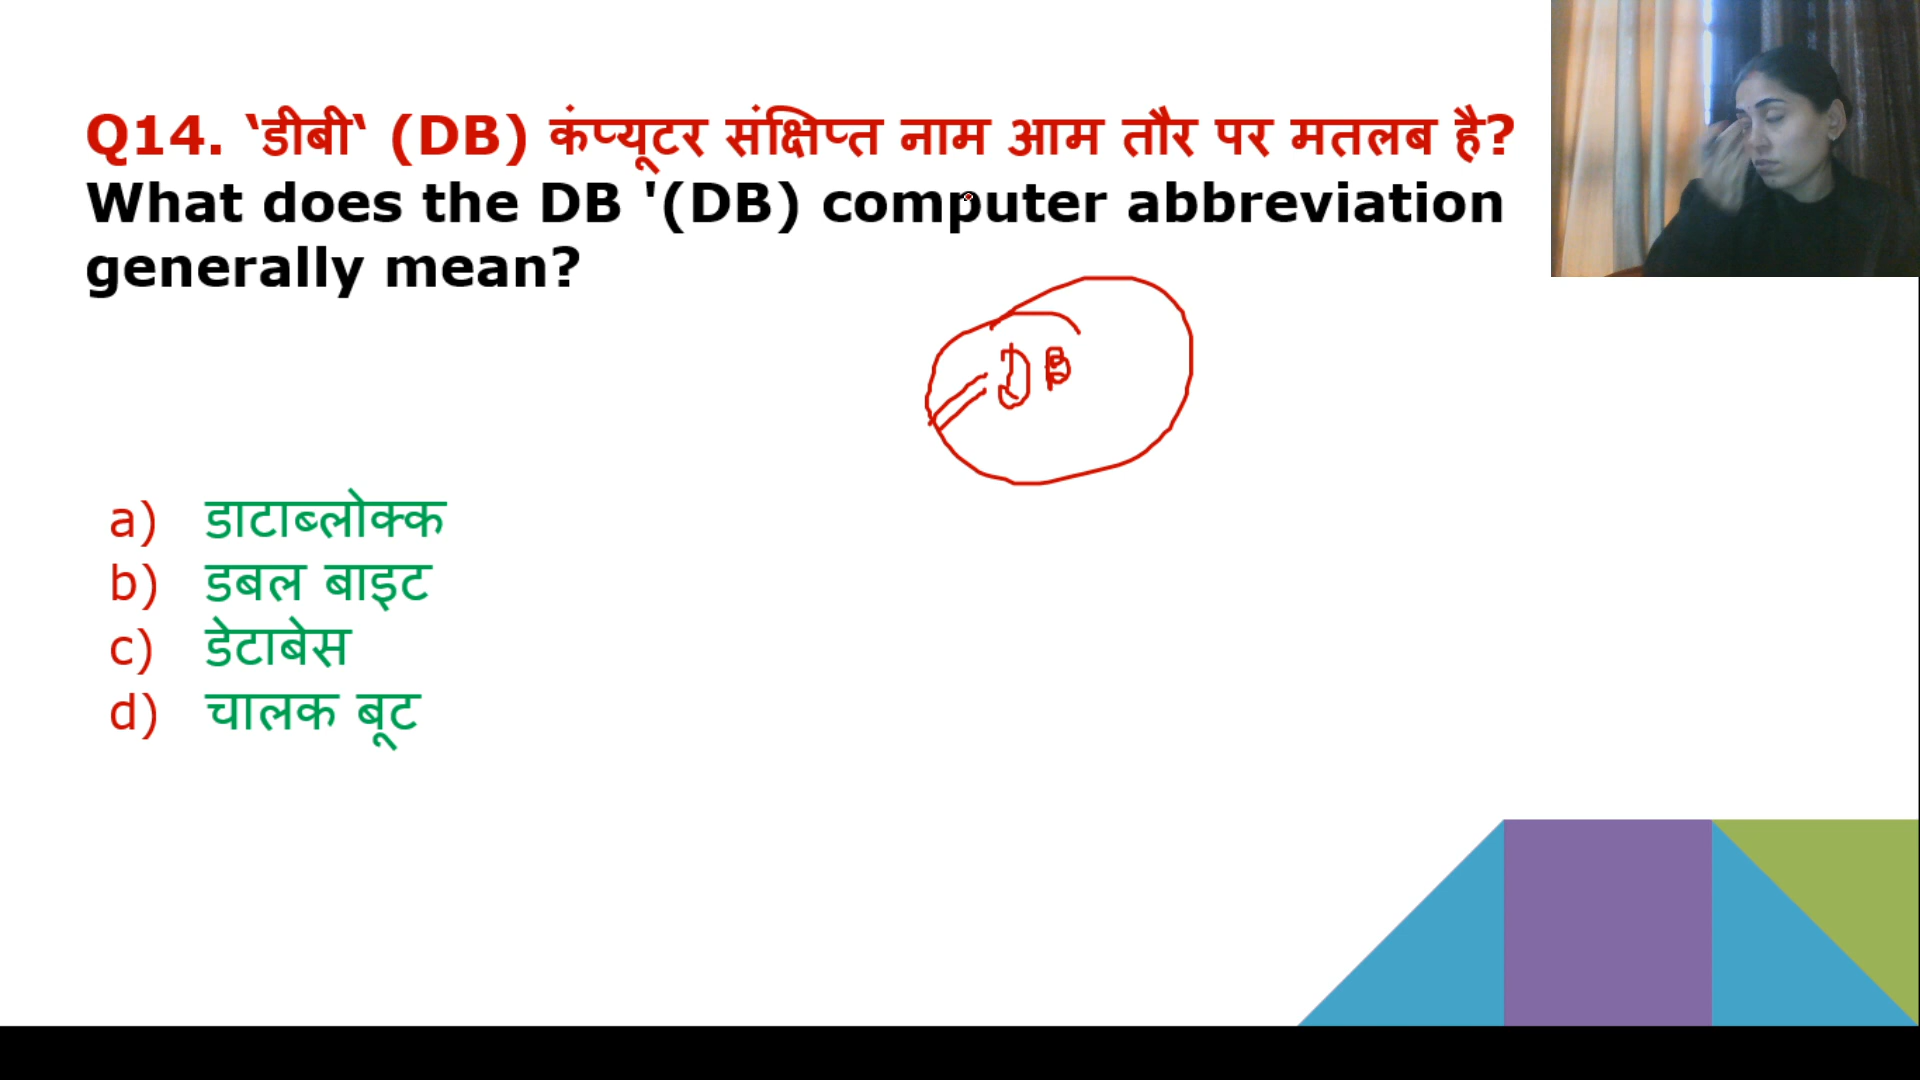 Q14. ‘डीबी‘ (DB) कंप्यूटर संक्षिप्त नाम आम तौर पर मतलब है?
What does the DB '(DB) computer abbreviation
generally mean?
DB
a) डाटाब्लोक्क
b) डबल बाइट
c) डेटाबेस
d) चालक बूट